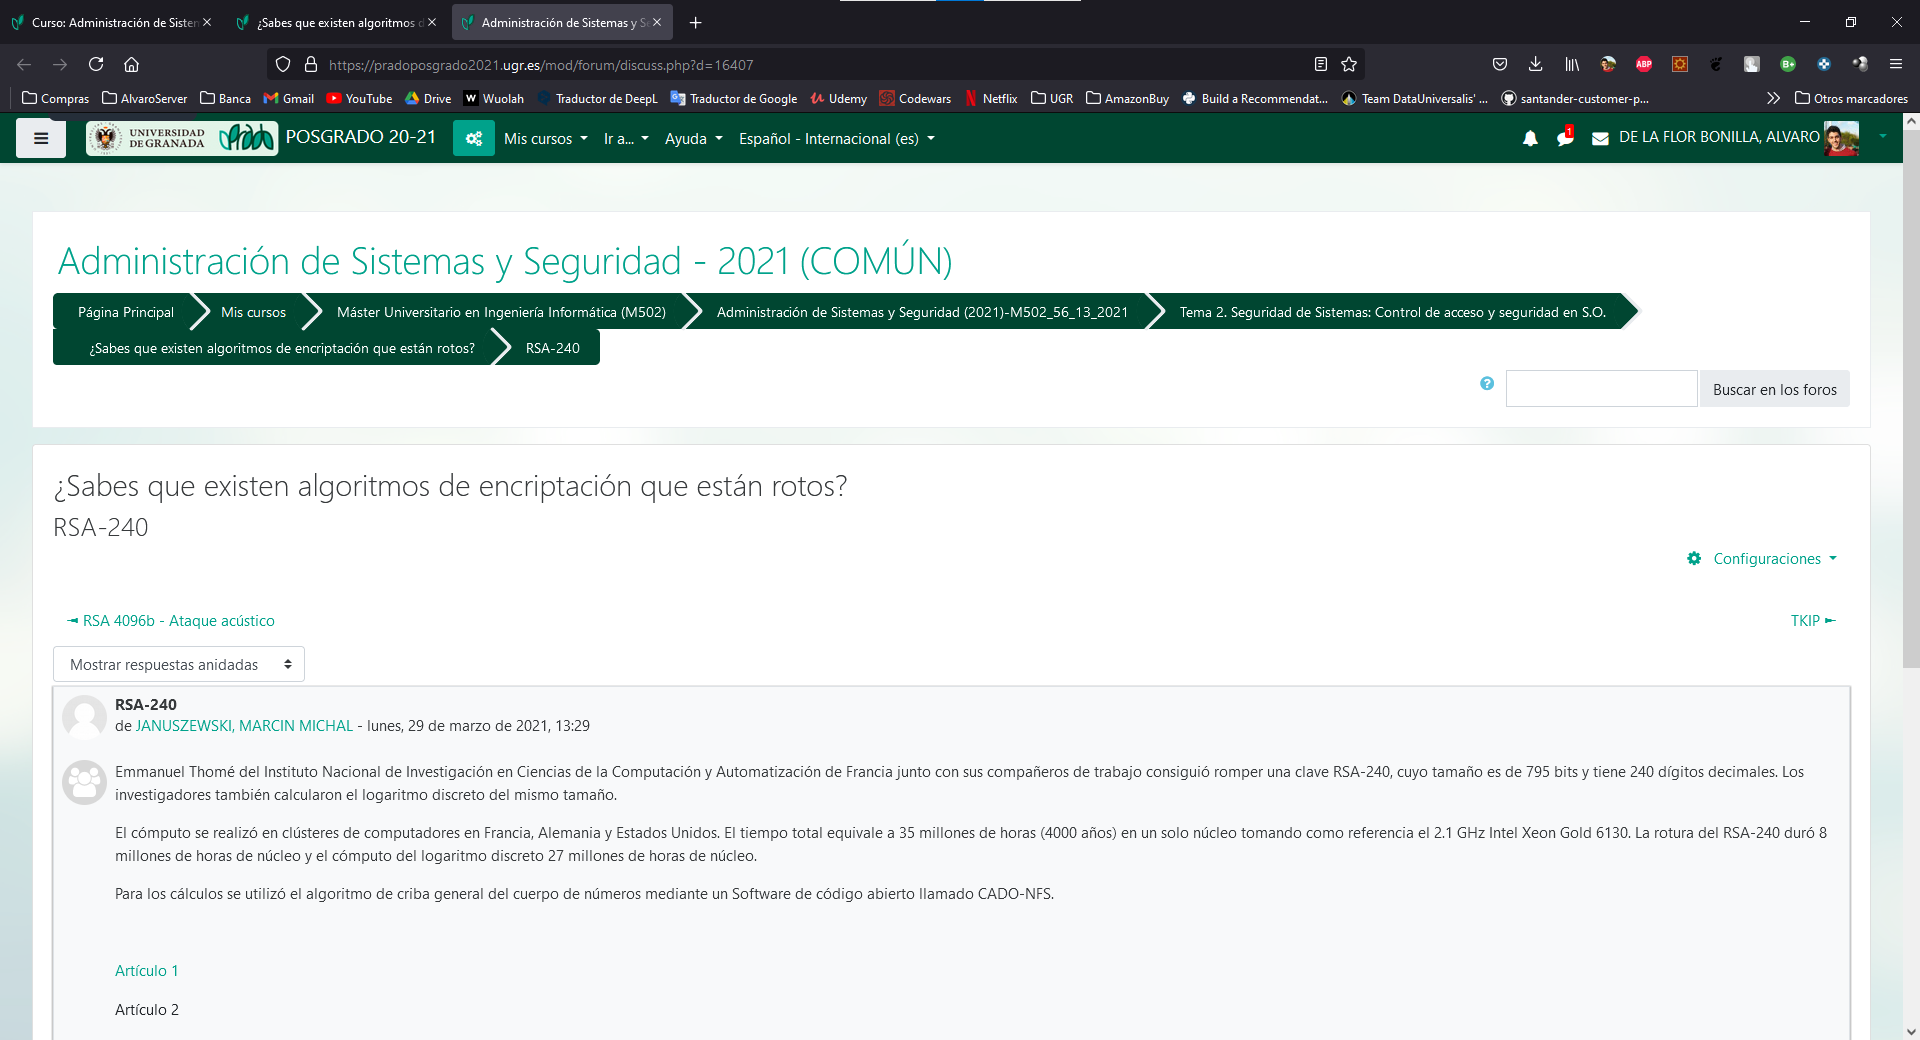 Curso: Administración de Sisten
¿Sabes que existen algoritmos d
Administración de Sistemas y Se
https://pradoposgrado2021.ugr.es/mod/forum/discuss.php?d=16407
ABP
B+
Compras AlvaroServer Banca Gmail YouTube Drive Wuolah Traductor de DeepL Traductor de Google Udemy Codewars Netflix UGR AmazonBuy Build a Recommendat... Team DataUniversalis' ... santander-customer-p... Otros marcadores
UNIVERSIDAD
DE GRANADA
POSGRADO 20-21 Mis cursos Ir a... Ayuda Español - Internacional (es) 1 DE LA FLOR BONILLA, ALVARO
Administración de Sistemas y Seguridad - 2021 (COMÚN)
Página Principal Mis cursos Máster Universitario en Ingeniería Informática (M502) Administración de Sistemas y Seguridad (2021)-M502_56_13_2021 Tema 2. Seguridad de Sistemas: Control de acceso y seguridad en S.O.
¿Sabes que existen algoritmos de encriptación que están rotos? RSA-240
Buscar en los foros
¿Sabes que existen algoritmos de encriptación que están rotos?
RSA-240
Configuraciones
◄ RSA 4096b - Ataque acústico
TKIP ►
Mostrar respuestas anidadas
RSA-240
de JANUSZEWSKI, MARCIN MICHAL - lunes, 29 de marzo de 2021, 13:29
Emmanuel Thomé del Instituto Nacional de Investigación en Ciencias de la Computación y Automatización de Francia junto con sus compañeros de trabajo consiguió romper una clave RSA-240, cuyo tamaño es de 795 bits y tiene 240 dígitos decimales. Los
investigadores también calcularon el logaritmo discreto del mismo tamaño.
El cómputo se realizó en clústeres de computadores en Francia, Alemania y Estados Unidos. El tiempo total equivale a 35 millones de horas (4000 años) en un solo núcleo tomando como referencia el 2.1 GHz Intel Xeon Gold 6130. La rotura del RSA-240 duró 8
millones de horas de núcleo y el cómputo del logaritmo discreto 27 millones de horas de núcleo.
Para los cálculos se utilizó el algoritmo de criba general del cuerpo de números mediante un Software de código abierto llamado CADO-NFS.
Artículo 1
Artículo 2